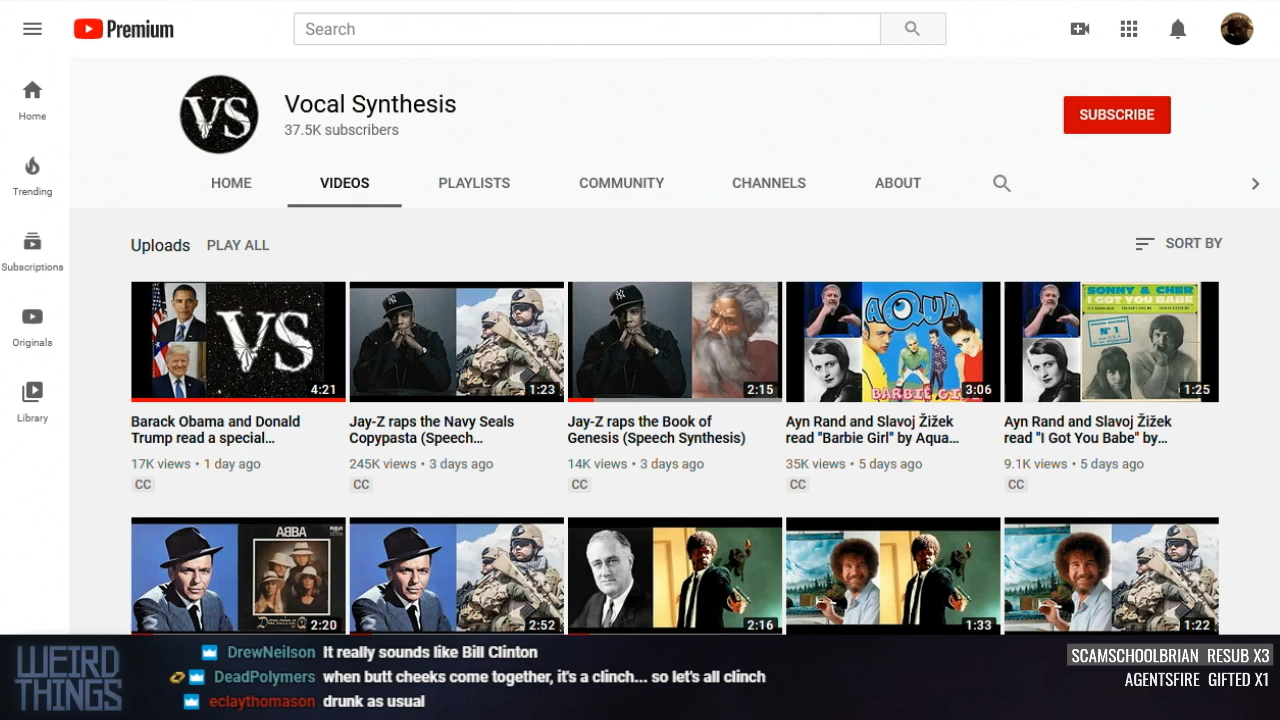 Premium
Search
Home
Trending
Subscriptions
Originals
Library
VS
Vocal Synthesis
37.5K subscribers
SUBSCRIBE
HOME VIDEOS PLAYLISTS COMMUNITY CHANNELS ABOUT
Uploads PLAY ALL
SORT BY
VS
4:21
Barack Obama and Donald
Trump read a special...
17K views • 1 day ago
CC
1:23
Jay-Z raps the Navy Seals
Copypasta (Speech...
245K views • 3 days ago
CC
2:15
Jay-Z raps the Book of
Genesis (Speech Synthesis)
14K views • 3 days ago
CC
AQUA
BARBIE GIRL
3:06
Ayn Rand and Slavoj Žižek
read "Barbie Girl" by Aqua...
35K views • 5 days ago
CC
SONNY & CHER
I GOT YOU BABE
N° 1
1:25
Ayn Rand and Slavoj Žižek
read "I Got You Babe" by...
9.1K views • 5 days ago
CC
ABBA
2:20
2:52
2:16
1:33
1:22
WEIRD
THINGS
DrewNeilson It really sounds like Bill Clinton
DeadPolymers when butt cheeks come together, it's a clinch... so let's all clinch
eclaythomason drunk as usual
SCAMSCHOOLBRIAN RESUB X3
AGENTSFIRE GIFTED X1